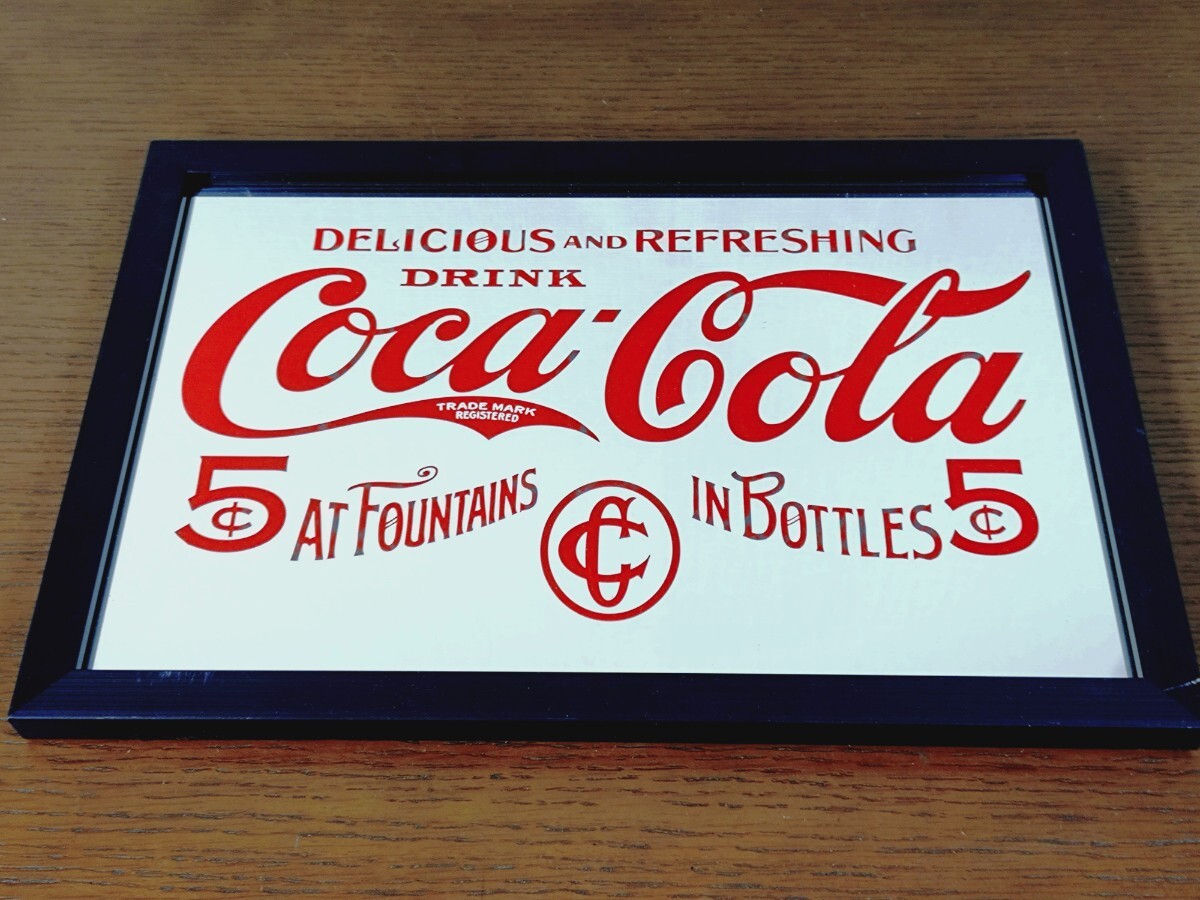 DELICIOUS AND REFRESHING
DRINK
Coca-Cola
TRADE MARK
REGISTERED
5¢ AT FOUNTAINS IN BOTTLES 5¢
CC